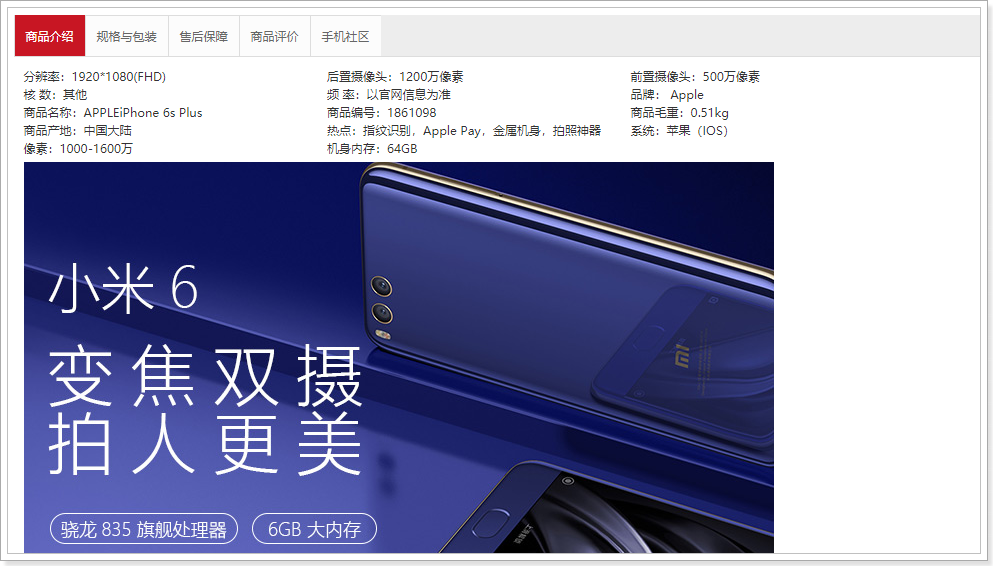 商品介绍 规格与包装 售后保障 商品评价 手机社区
分辨率：1920*1080(FHD) 后置摄像头：1200万像素 前置摄像头：500万像素
核 数：其他 频 率：以官网信息为准 品牌： Apple
商品名称：APPLEiPhone 6s Plus 商品编号：1861098 商品毛重：0.51kg
商品产地：中国大陆 热点：指纹识别，Apple Pay，金属机身，拍照神器 系统：苹果（IOS）
像素：1000-1600万 机身内存：64GB
小米 6
变焦双摄
拍人更美
骁龙 835 旗舰处理器 6GB 大内存
mi